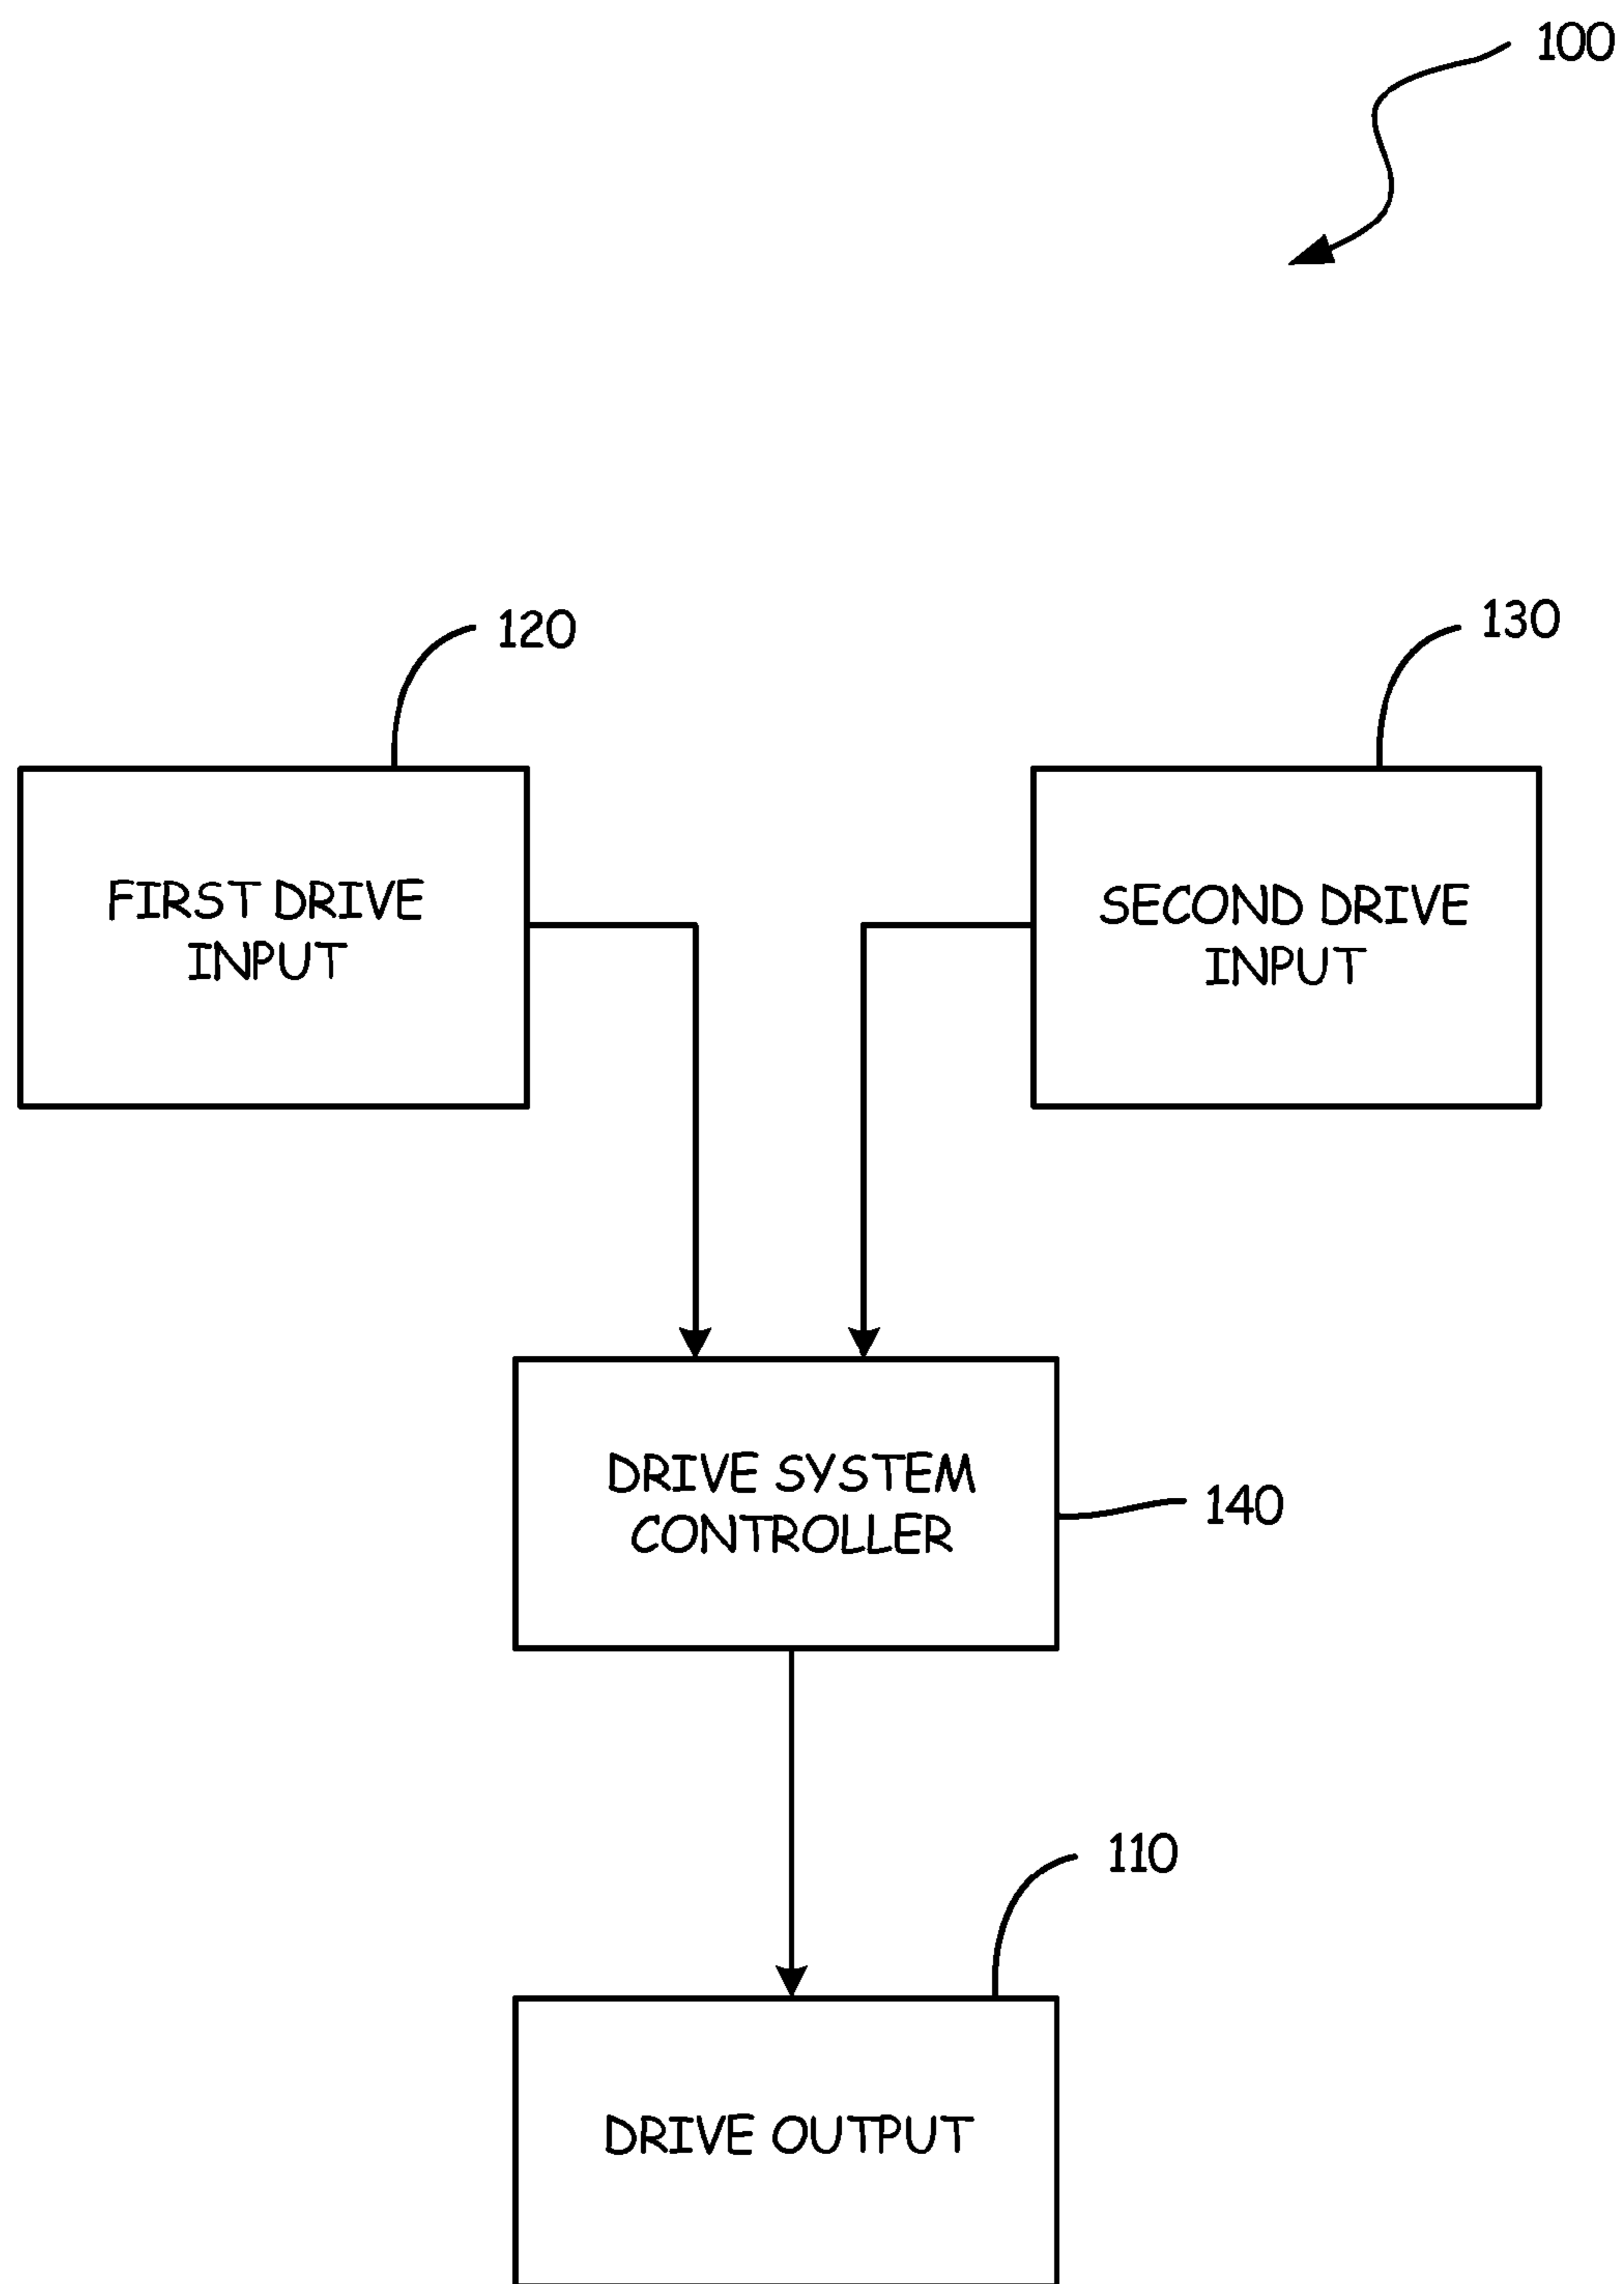 100
120
130
FIRST DRIVE
INPUT
SECOND DRIVE
INPUT
DRIVE SYSTEM
CONTROLLER
140
110
DRIVE OUTPUT